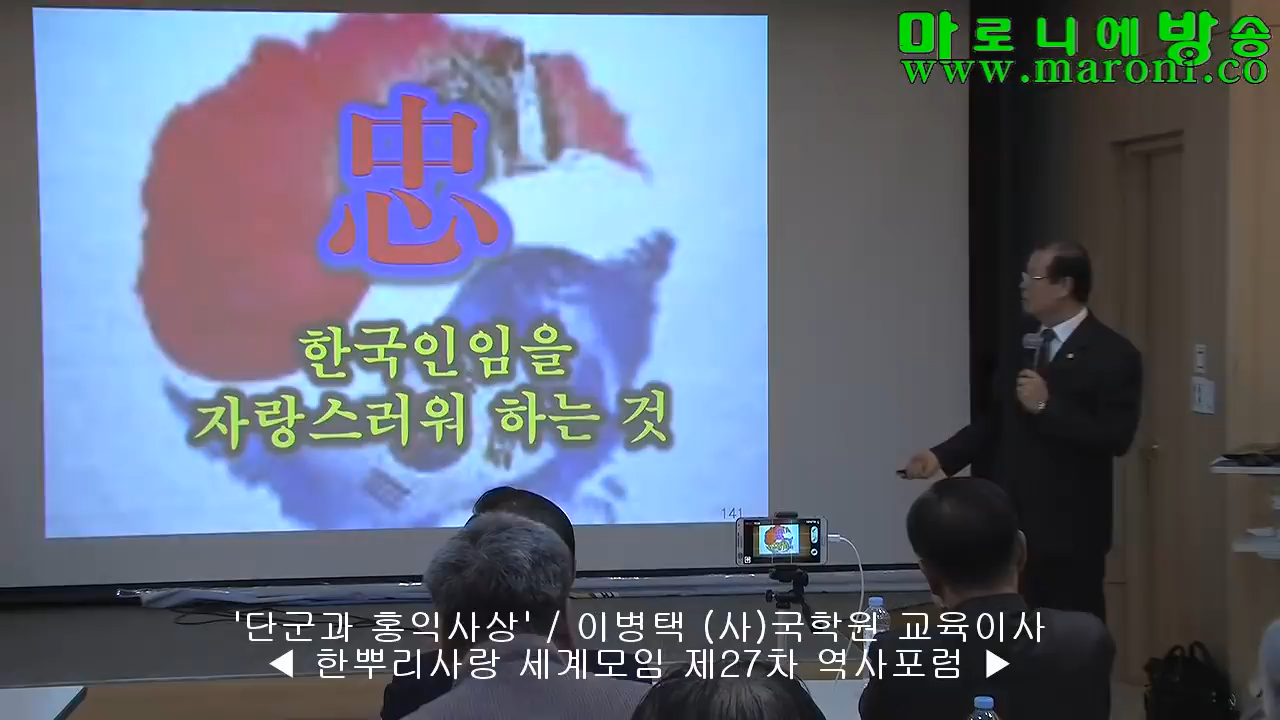 마로니에방송
www.maroni.co
忠
한국인임을
자랑스러워 하는 것
141
'단군과 홍익사상' / 이병택 (사)국학원 교육이사
◀ 한뿌리사랑 세계모임 제27차 역사포럼 ▶